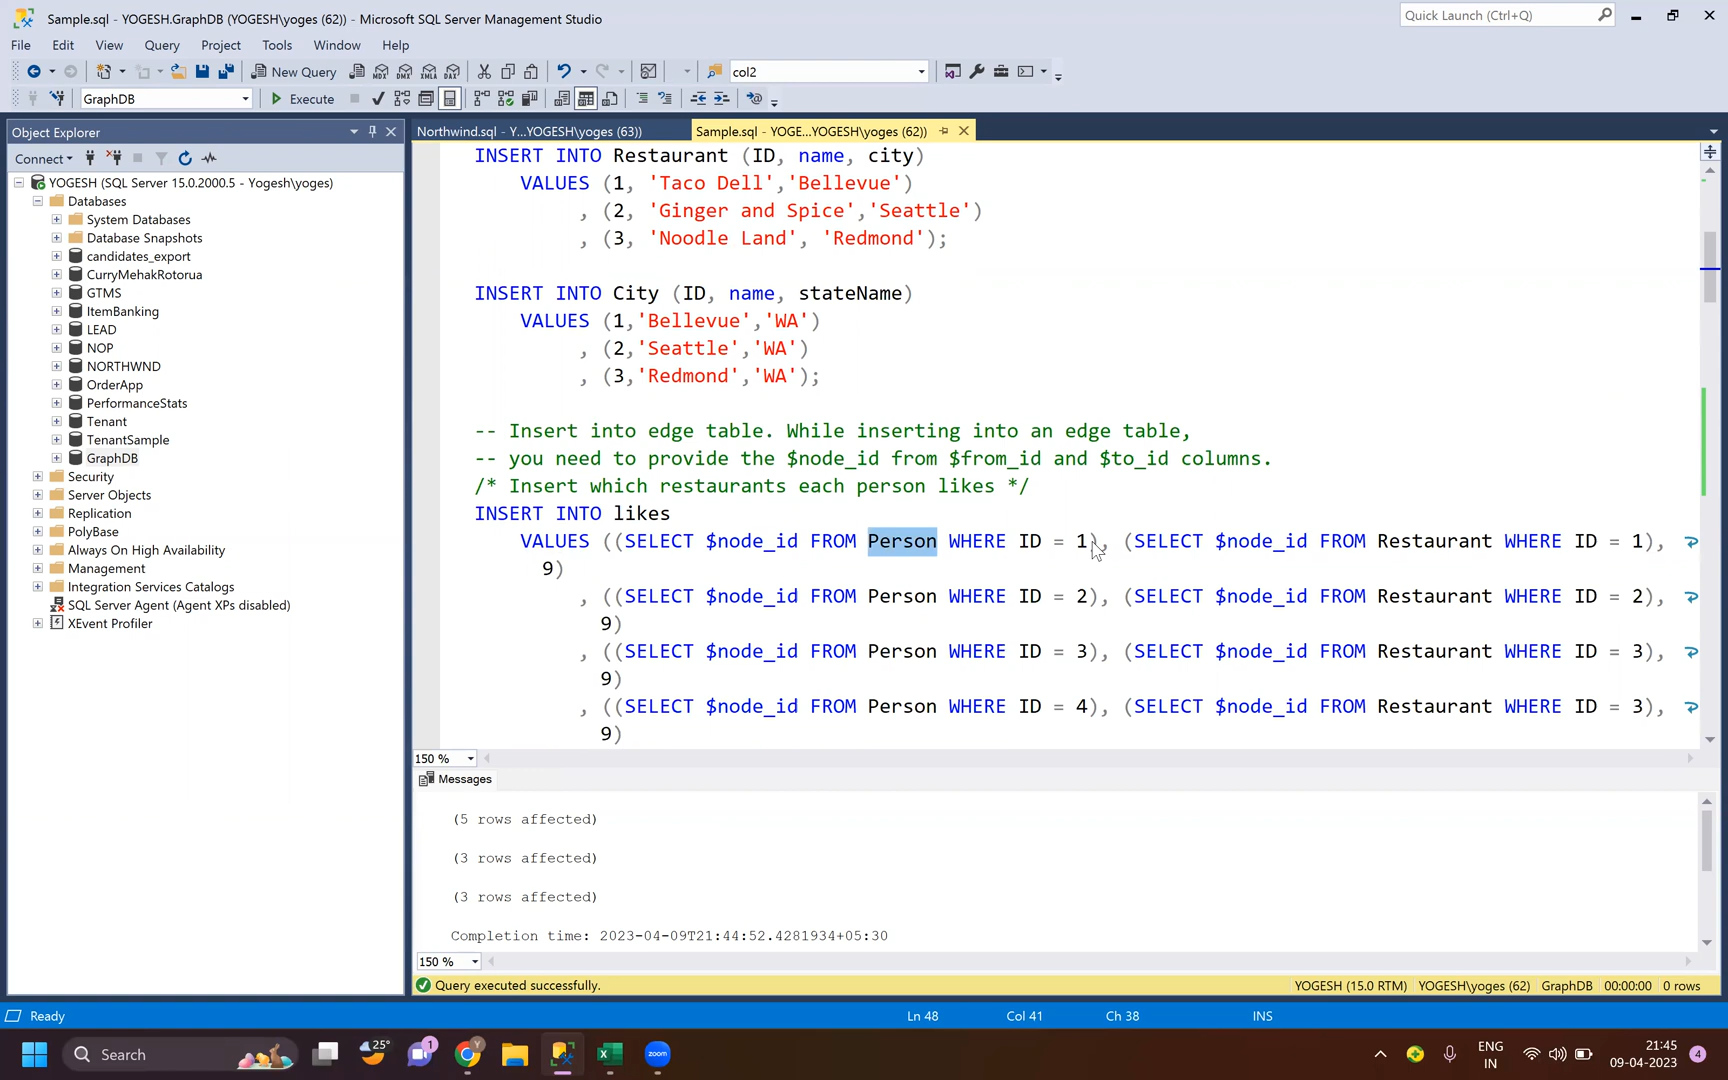 Sample.sql - YOGESH.GraphDB (YOGESH\yoges (62)) - Microsoft SQL Server Management Studio
Quick Launch (Ctrl+Q)
File Edit View Query Project Tools Window Help
New Query
MDX DMX XMLA DAX
col2
GraphDB
Execute
Object Explorer
Northwind.sql - Y...YOGESH\yoges (63))
Sample.sql - YOGE...YOGESH\yoges (62))
Connect
YOGESH (SQL Server 15.0.2000.5 - Yogesh\yoges)
Databases
System Databases
Database Snapshots
candidates_export
CurryMehakRotorua
GTMS
ItemBanking
LEAD
NOP
NORTHWND
OrderApp
PerformanceStats
Tenant
TenantSample
GraphDB
Security
Server Objects
Replication
PolyBase
Always On High Availability
Management
Integration Services Catalogs
SQL Server Agent (Agent XPs disabled)
XEvent Profiler
INSERT INTO Restaurant (ID, name, city)
VALUES (1, 'Taco Dell','Bellevue')
, (2, 'Ginger and Spice','Seattle')
, (3, 'Noodle Land', 'Redmond');
INSERT INTO City (ID, name, stateName)
VALUES (1,'Bellevue','WA')
, (2,'Seattle','WA')
, (3,'Redmond','WA');
-- Insert into edge table. While inserting into an edge table,
-- you need to provide the $node_id from $from_id and $to_id columns.
/* Insert which restaurants each person likes */
INSERT INTO likes
VALUES ((SELECT $node_id FROM Person WHERE ID = 1), (SELECT $node_id FROM Restaurant WHERE ID = 1),
9)
, ((SELECT $node_id FROM Person WHERE ID = 2), (SELECT $node_id FROM Restaurant WHERE ID = 2),
9)
, ((SELECT $node_id FROM Person WHERE ID = 3), (SELECT $node_id FROM Restaurant WHERE ID = 3),
9)
, ((SELECT $node_id FROM Person WHERE ID = 4), (SELECT $node_id FROM Restaurant WHERE ID = 3),
9)
150 %
Messages
(5 rows affected)
(3 rows affected)
(3 rows affected)
Completion time: 2023-04-09T21:44:52.4281934+05:30
150 %
Query executed successfully.
YOGESH (15.0 RTM) YOGESH\yoges (62) GraphDB 00:00:00 0 rows
Ready
Ln 48 Col 41 Ch 38 INS
Search
25°
1
Y
zoom
ENG
IN
21:45
09-04-2023
4